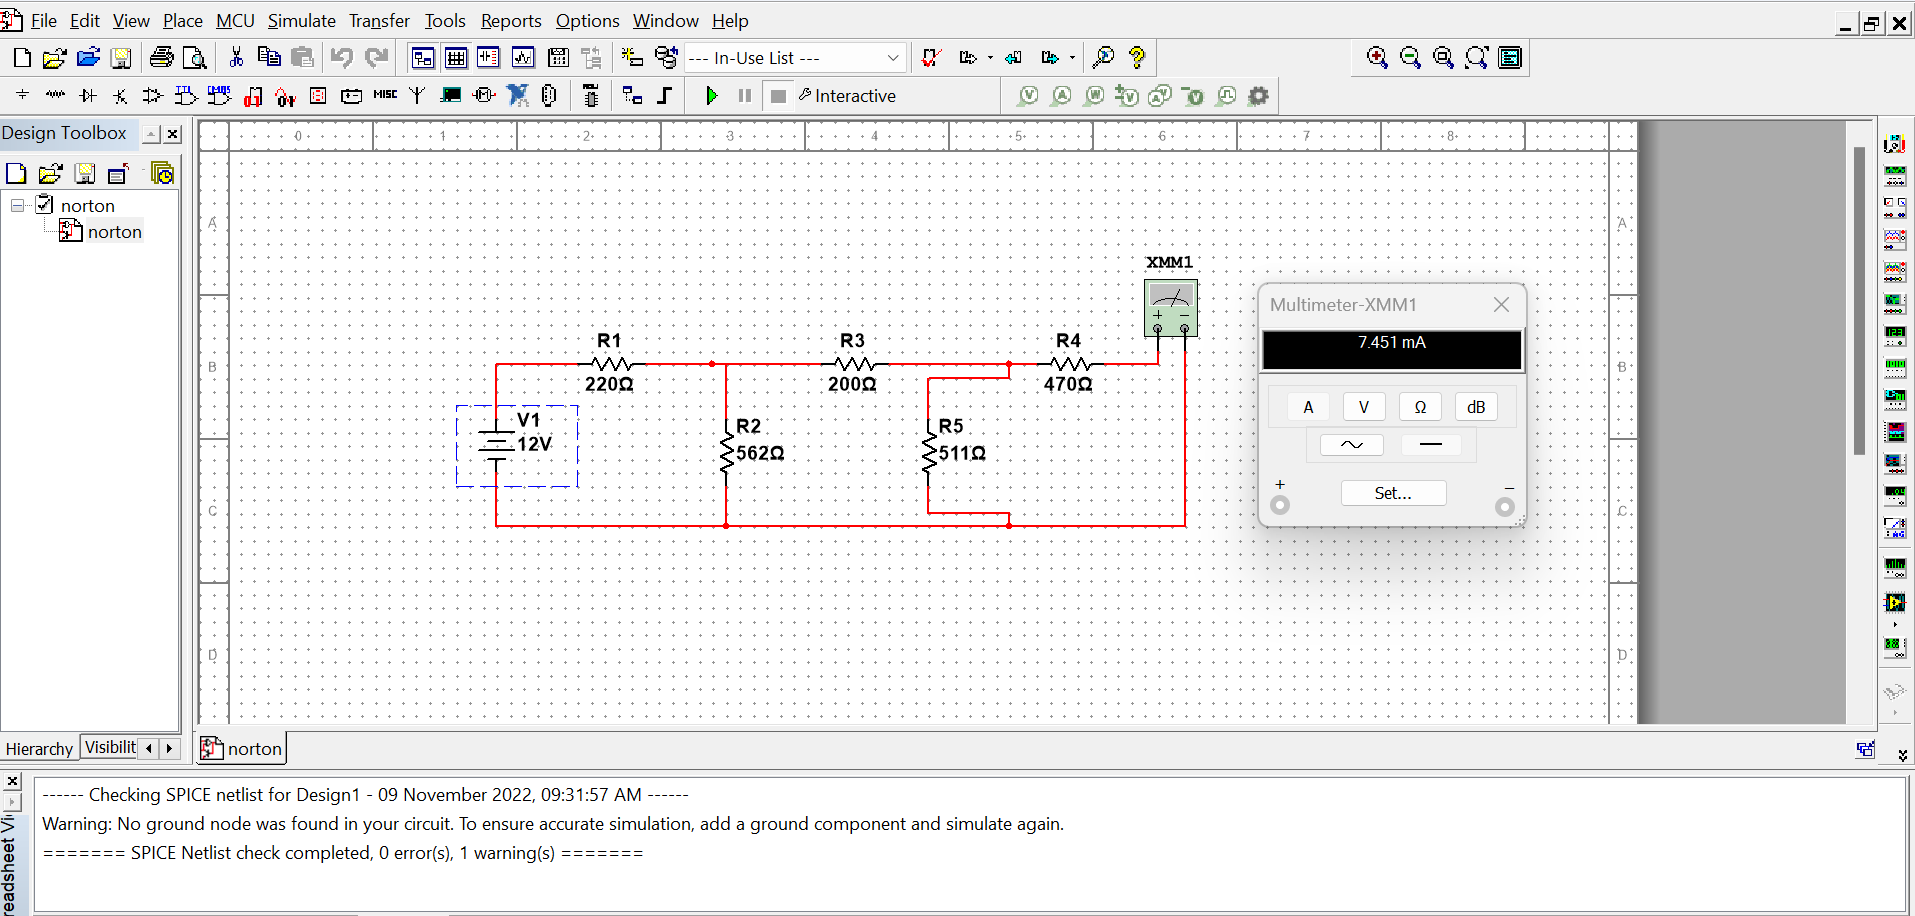 File Edit View Place MCU Simulate Transfer Tools Reports Options Window Help
--- In-Use List ---
TTL CMOS MISC
Interactive
Design Toolbox
norton
norton
Hierarchy Visibilit
0 1 2 3 4 5 6 7 8
A A
B B
C C
D D
XMM1
R1
220Ω
R3
200Ω
R4
470Ω
V1
12V
R2
562Ω
R5
511Ω
Multimeter-XMM1
7.451 mA
A V Ω dB
+ Set... –
norton
------ Checking SPICE netlist for Design1 - 09 November 2022, 09:31:57 AM ------
Warning: No ground node was found in your circuit. To ensure accurate simulation, add a ground component and simulate again.
======= SPICE Netlist check completed, 0 error(s), 1 warning(s) =======
readsheet Vi